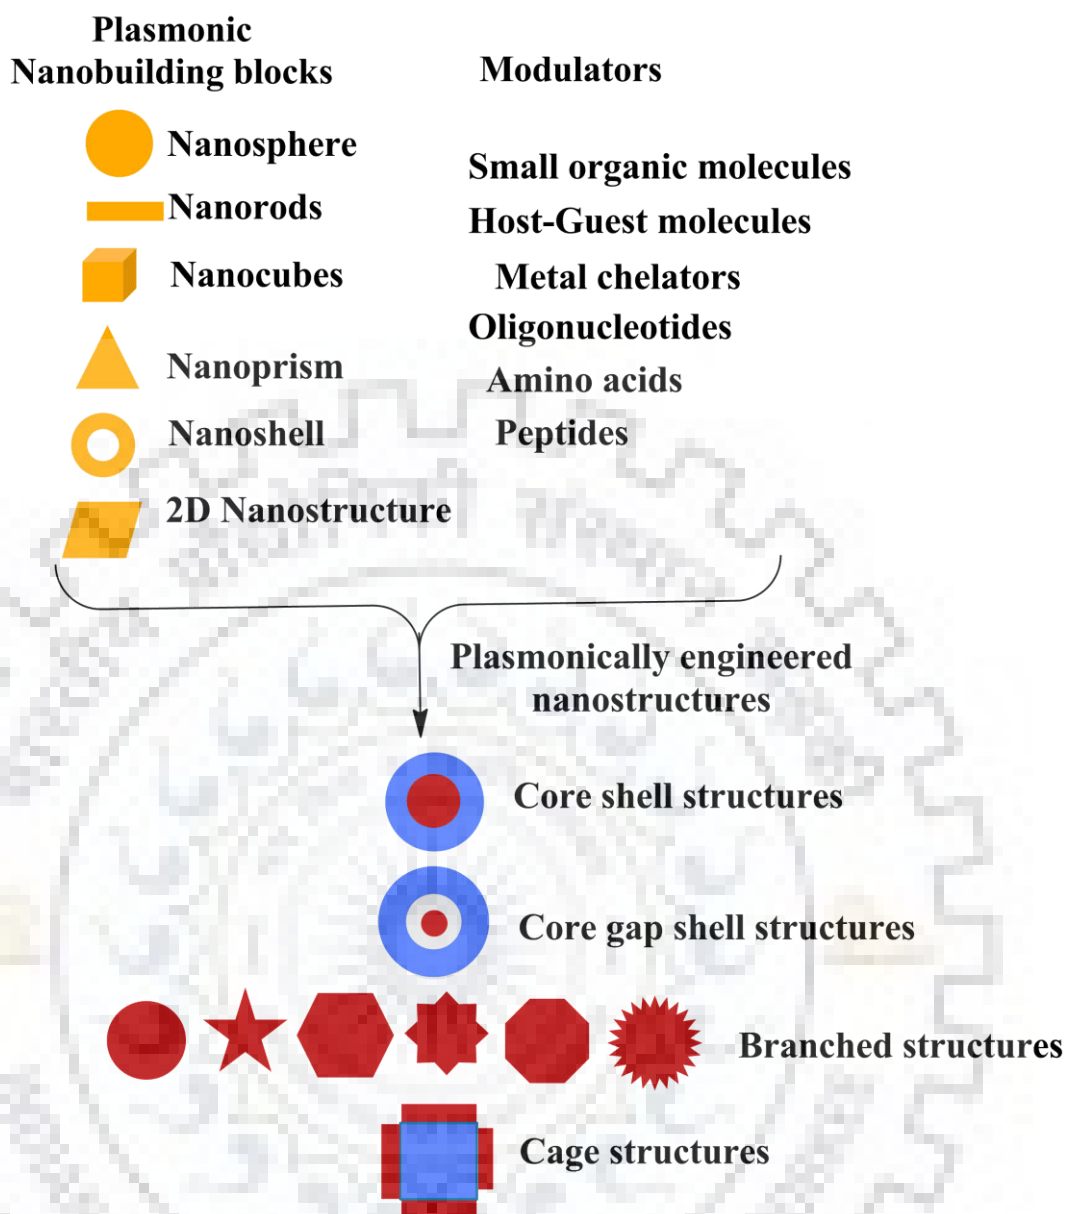 Plasmonic
Nanobuilding blocks
Nanosphere
Nanorods
Nanocubes
Nanoprism
Nanoshell
2D Nanostructure
Modulators
Small organic molecules
Host-Guest molecules
Metal chelators
Oligonucleotides
Amino acids
Peptides
Plasmonically engineered
nanostructures
Core shell structures
Core gap shell structures
Branched structures
Cage structures